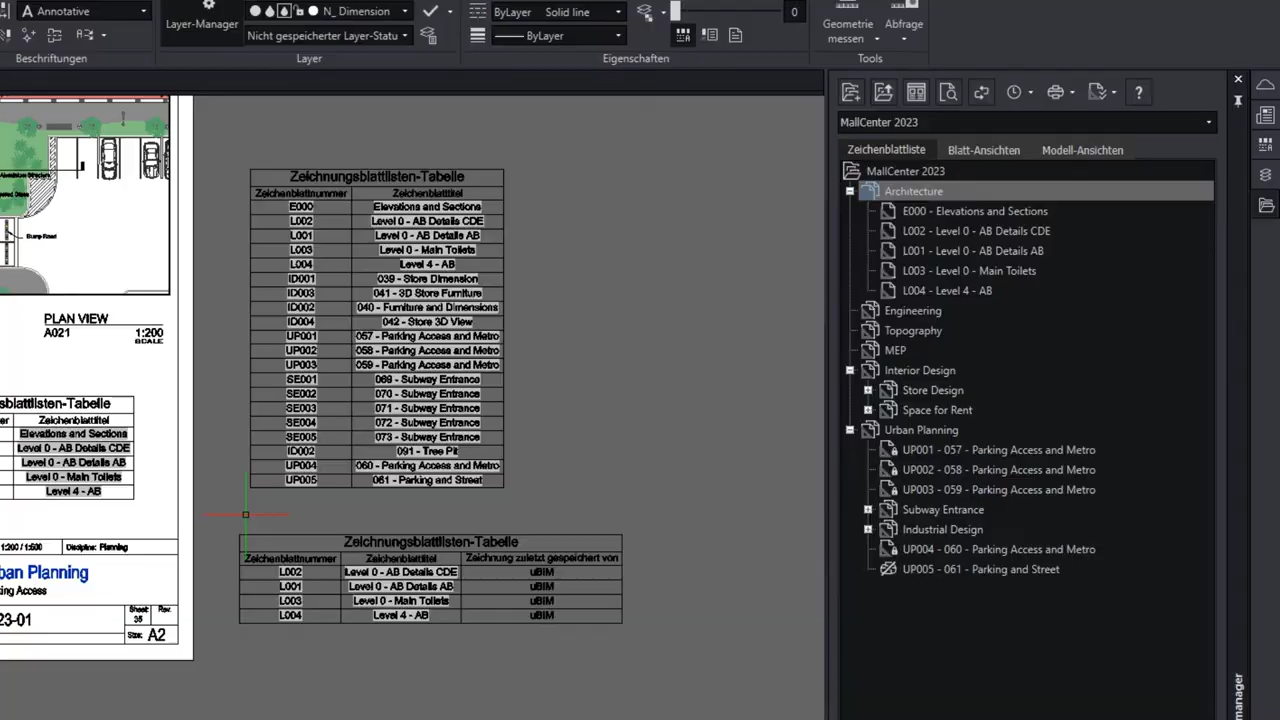 Annotative
Layer-Manager
N_ Dimension
Nicht gespeicherter Layer-Statu
ByLayer Solid line
ByLayer
0
Geometrie
messen
Abfrage
Beschriftungen
Layer
Eigenschaften
Tools
MallCenter 2023
Zeichenblattliste
Blatt-Ansichten
Modell-Ansichten
MallCenter 2023
Architecture
E000 - Elevations and Sections
L002 - Level 0 - AB Details CDE
L001 - Level 0 - AB Details AB
L003 - Level 0 - Main Toilets
L004 - Level 4 - AB
Engineering
Topography
MEP
Interior Design
Store Design
Space for Rent
Urban Planning
UP001 - 057 - Parking Access and Metro
UP002 - 058 - Parking Access and Metro
UP003 - 059 - Parking Access and Metro
Subway Entrance
Industrial Design
UP004 - 060 - Parking Access and Metro
UP005 - 061 - Parking and Street
manager
Zeichnungsblattlisten-Tabelle
Zeichenblattnummer Zeichenblatttitel
E000 Elevations and Sections
L002 Level 0 - AB Details CDE
L001 Level 0 - AB Details AB
L003 Level 0 - Main Toilets
L004 Level 4 - AB
ID001 039 - Store Dimension
ID003 041 - 3D Store Furniture
ID002 040 - Furniture and Dimensions
ID004 042 - Store 3D View
UP001 057 - Parking Access and Metro
UP002 058 - Parking Access and Metro
UP003 059 - Parking Access and Metro
SE001 069 - Subway Entrance
SE002 070 - Subway Entrance
SE003 071 - Subway Entrance
SE004 072 - Subway Entrance
SE005 073 - Subway Entrance
ID002 091 - Tree Pit
UP004 060 - Parking Access and Metro
UP005 061 - Parking and Street
Zeichnungsblattlisten-Tabelle
Zeichenblattnummer Zeichenblatttitel Zeichnung zuletzt gespeichert von
L002 Level 0 - AB Details CDE uBIM
L001 Level 0 - AB Details AB uBIM
L003 Level 0 - Main Toilets uBIM
L004 Level 4 - AB uBIM
Bump Road
PLAN VIEW
A021 1:200
SCALE
sblattlisten-Tabelle
er Zeichenblatttitel
Elevations and Sections
Level 0 - AB Details CDE
Level 0 - AB Details AB
Level 0 - Main Toilets
Level 4 - AB
1:200 / 1:500 Discipline: Planning
ban Planning
king Access
23-01
Sheet: 35
Rev.
Size: A2